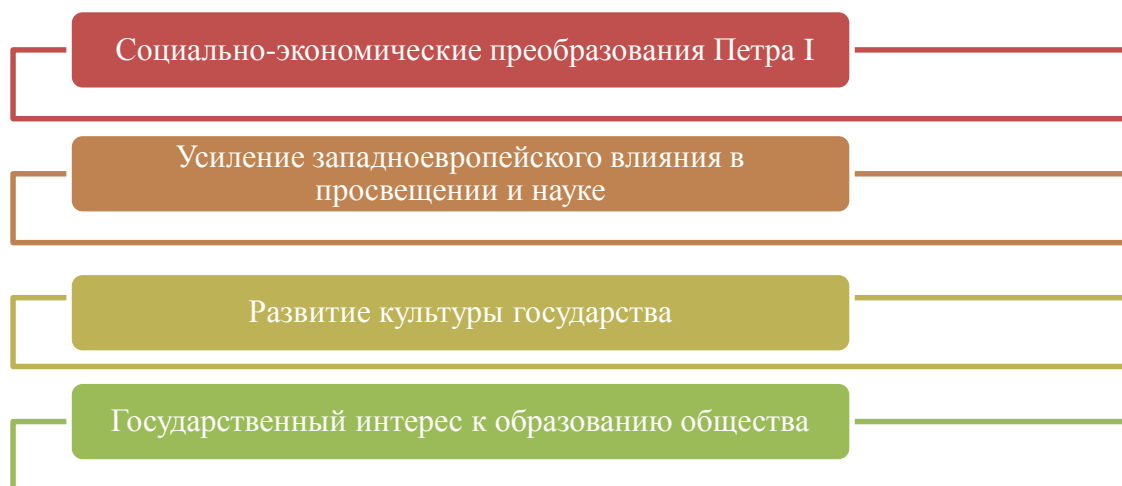 Социально-экономические преобразования Петра I
Усиление западноевропейского влияния в
просвещении и науке
Развитие культуры государства
Государственный интерес к образованию общества